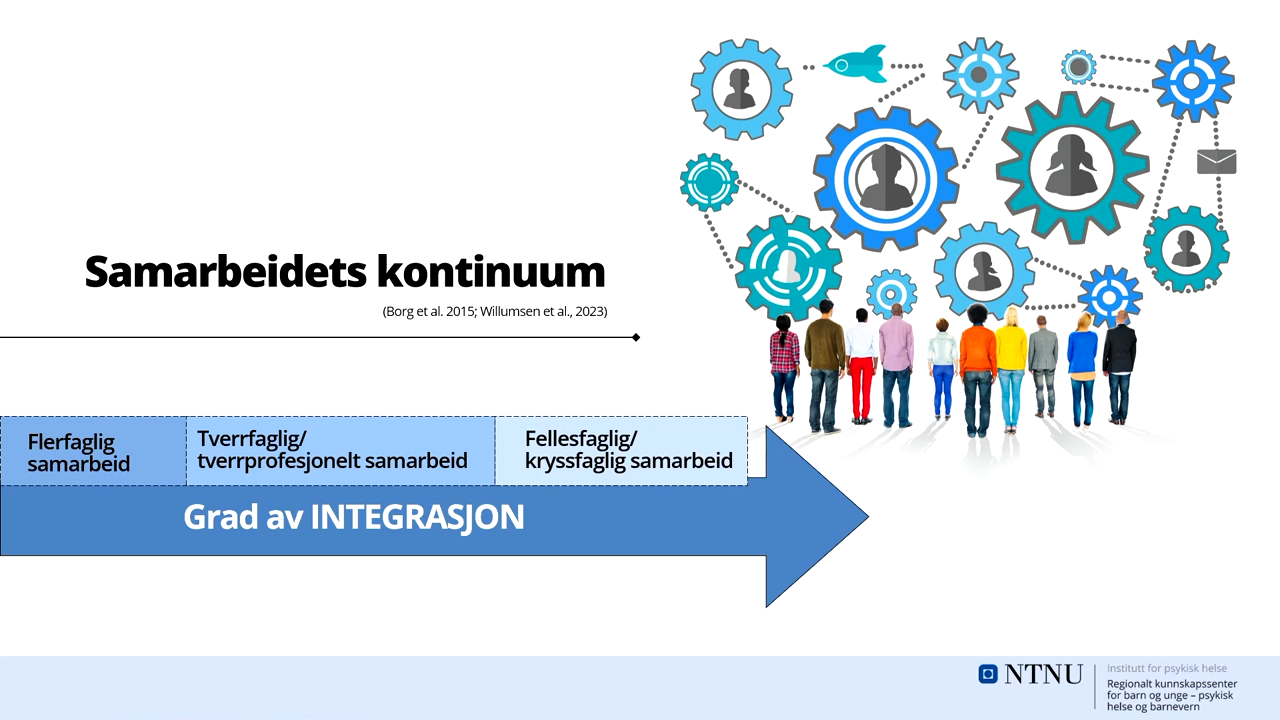 Samarbeidets kontinuum
(Borg et al. 2015; Willumsen et al., 2023)
Flerfaglig
samarbeid
Tverrfaglig/
tverrprofesjonelt samarbeid
Fellesfaglig/
kryssfaglig samarbeid
Grad av INTEGRASJON
NTNU
Institutt for psykisk helse
Regionalt kunnskapssenter
for barn og unge – psykisk
helse og barnevern